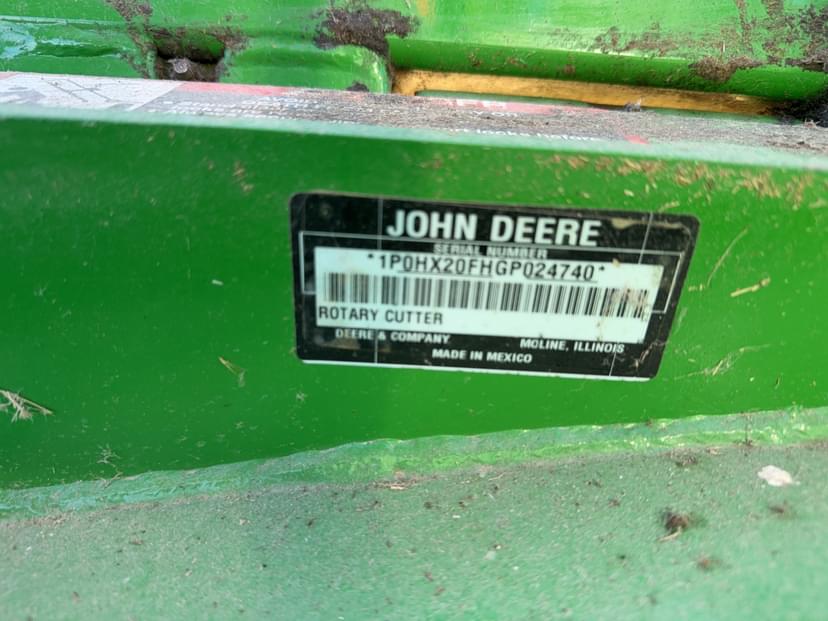 JOHN DEERE
SERIAL NUMBER
*1P0HX20FHGP024740*
ROTARY CUTTER
DEERE & COMPANY MOLINE, ILLINOIS
MADE IN MEXICO